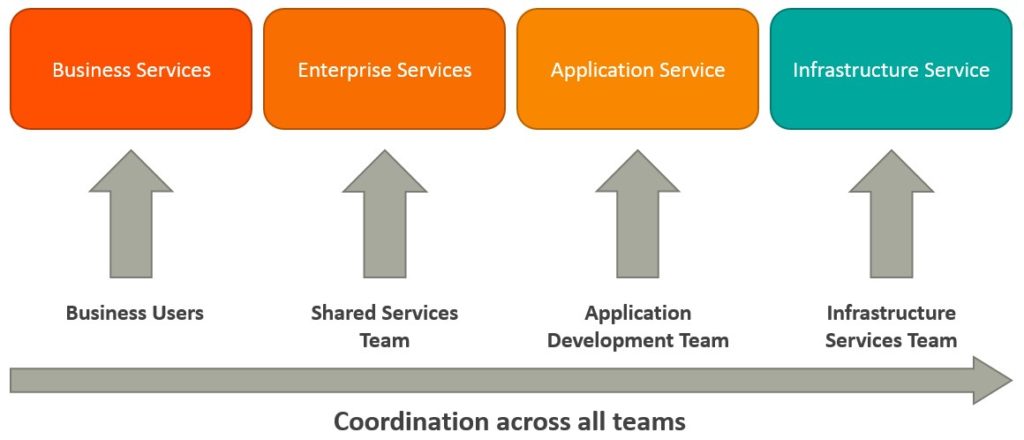 Business Services
Enterprise Services
Application Service
Infrastructure Service
Business Users
Shared Services
Team
Application
Development Team
Infrastructure
Services Team
Coordination across all teams